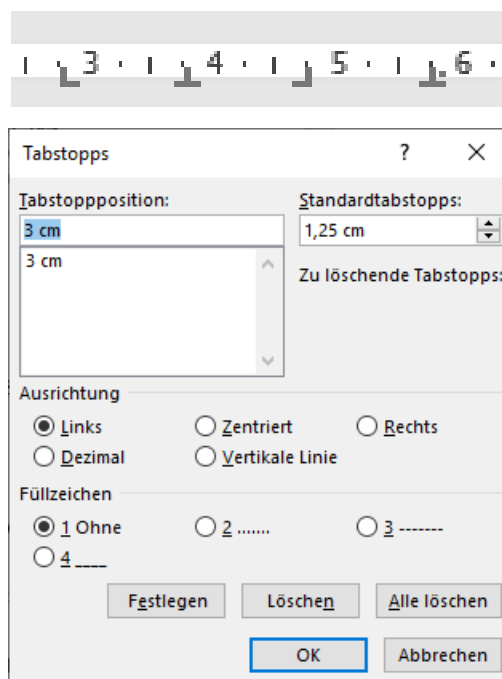 3 4 5 6
Tabstopps ?
Tabstoppposition: Standardtabstopps:
3 cm 1,25 cm
3 cm Zu löschende Tabstopps:
Ausrichtung
Links Zentriert Rechts
Dezimal Vertikale Linie
Füllzeichen
1 Ohne 2 ....... 3 -------
4 ____
Festlegen Löschen Alle löschen
OK Abbrechen